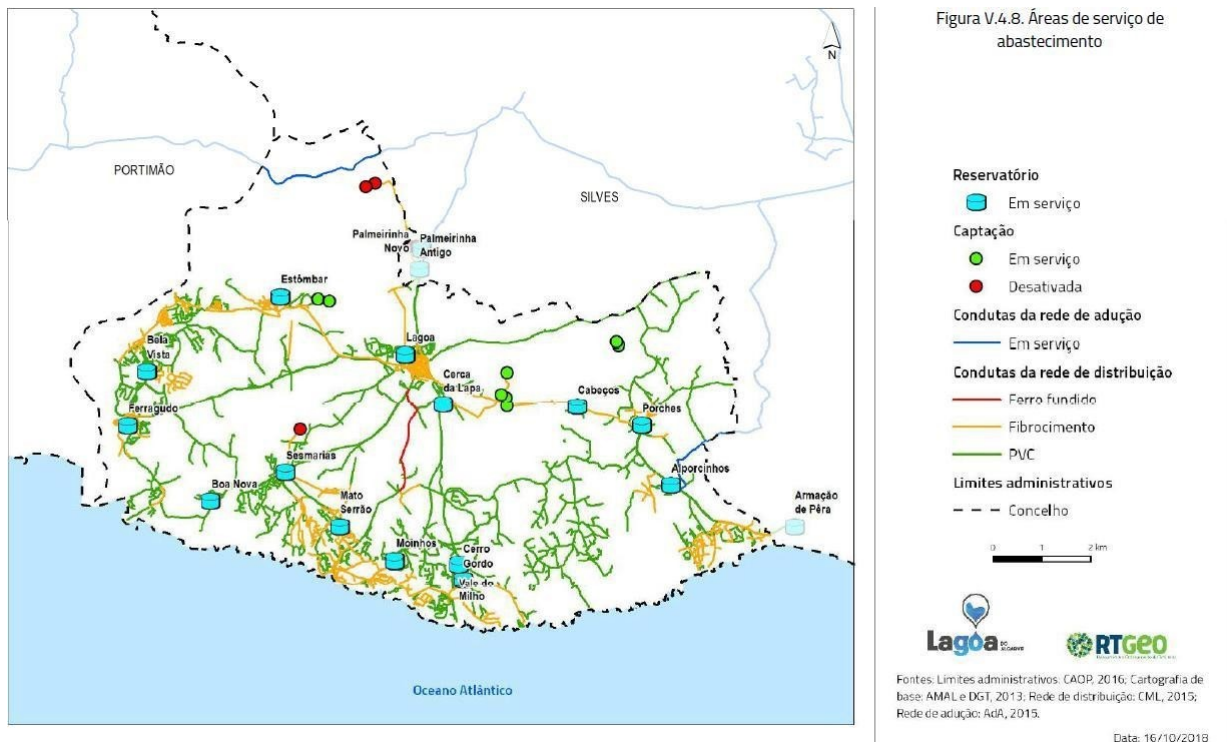 Figura V.4.8. Áreas de serviço de
abastecimento
N
PORTIMÃO
SILVES
Palmeirinha
Novo
Palmeirinha
Antigo
Estômbar
Bela
Vista
Lagoa
Cerca
da Lapa
Cabeços
Porches
Ferragudo
Sesmarias
Alporcinhos
Boa Nova
Mato
Serrão
Armação
de Pêra
Moinhos
Cerro
Gordo
Vale do
Milho
Oceano Atlântico
Reservatório
Em serviço
Captação
Em serviço
Desativada
Condutas da rede de adução
Em serviço
Condutas da rede de distribuição
Ferro fundido
Fibrocimento
PVC
Limites administrativos
Concelho
0 1 2 km
Lagoa DO ALGARVE
RTGEO
Fontes: Limites administrativos: CAOP, 2016; Cartografia de
base: AMAL e DGT, 2013; Rede de distribuição: CML, 2015;
Rede de adução: AdA, 2015.
Data: 16/10/2018